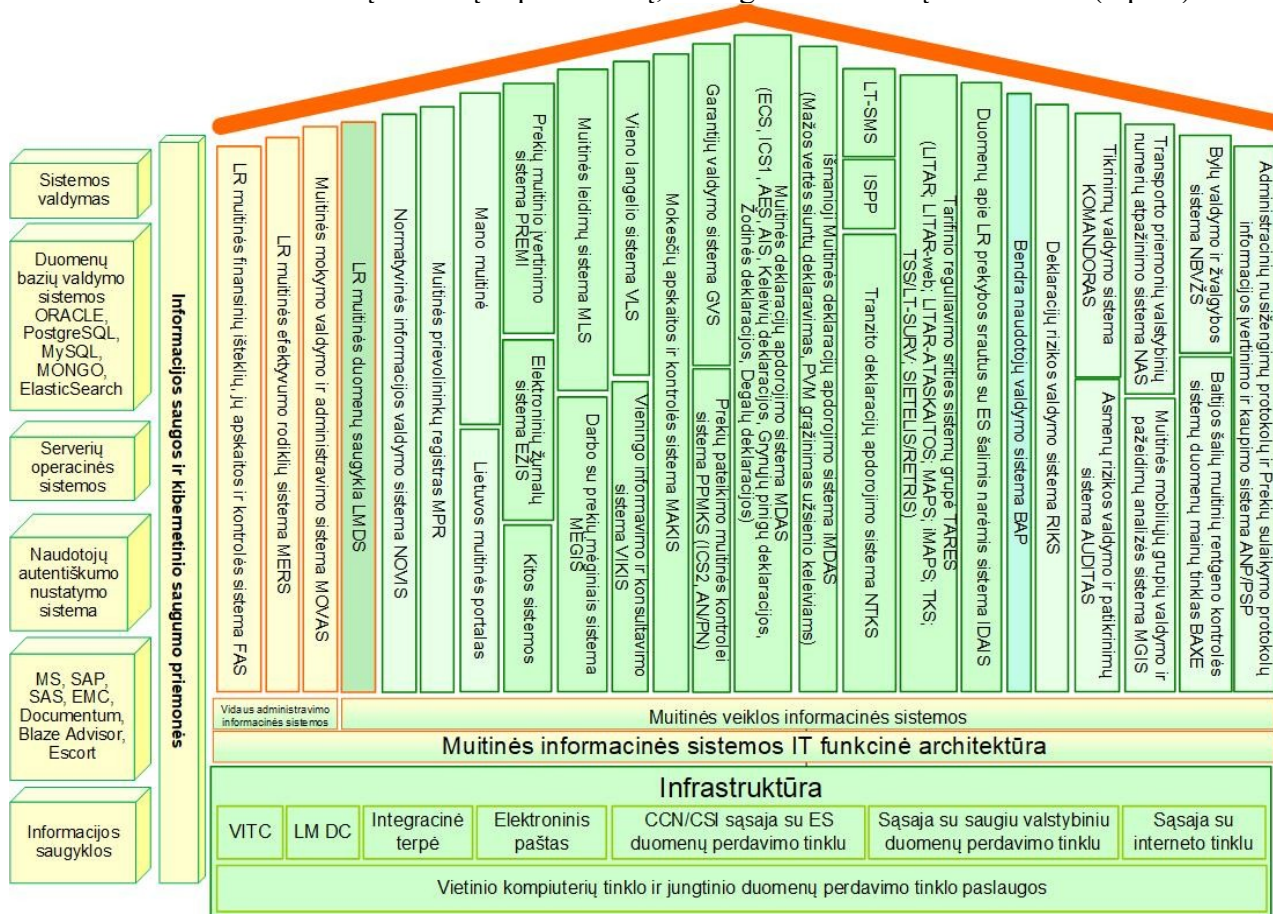 Sistemos
valdymas
Duomenų
bazių valdymo
sistemos
ORACLE,
PostgreSQL,
MySQL,
MONGO,
ElasticSearch
Serverių
operacinės
sistemos
Naudotojų
autentiškumo
nustatymo
sistema
MS, SAP,
SAS, EMC,
Documentum,
Blaze Advisor,
Escort
Informacijos
saugyklos
Informacijos saugos ir kibernetinio saugumo priemonės
LR muitinės finansinių išteklių, jų apskaitos ir kontrolės sistema FAS
LR muitinės efektyvumo rodiklių sistema MERS
Muitinės mokymo valdymo ir administravimo sistema MOVAS
LR muitinės duomenų saugykla LMDS
Normatyvinės informacijos valdymo sistema NOVIS
Muitinės prievolininkų registras MPR
Mano muitinė
Lietuvos muitinės portalas
Prekių muitinio įvertinimo
sistema PREMI
Elektroninių žurnalų
sistema EŽIS
Kitos sistemos
Muitinės leidimų sistema MLS
Darbo su prekių mėginiais sistema
MĖGIS
Vieno langelio sistema VLS
Vieningo informavimo ir konsultavimo
sistema VIKIS
Mokesčių apskaitos ir kontrolės sistema MAKIS
Garantijų valdymo sistema GVS
Prekių pateikimo muitinės kontrolei
sistema PPMKS (ICS2, AN/PN)
Muitinės deklaracijų apdorojimo sistema MDAS
(ECS, ICS1, AES, AIS, Keleivių deklaracijos, Grynųjų pinigų deklaracijos,
Žodinės deklaracijos, Degalų deklaracijos)
išmanioji Muitinės deklaracijų apdorojimo sistema iMDAS
(Mažos vertės siuntų deklaravimas, PVM grąžinimas užsienio keleiviams)
LT-SMS
ISPP
Tranzito deklaracijų apdorojimo sistema NTKS
Tarifinio reguliavimo srities sistemų grupė TARES
(LITAR, LITAR-web; LITAR-ATASKAITOS; MAPS; iMAPS, TKS;
TSS/LT-SURV; SIETELIS/RETRIS)
Duomenų apie LR prekybos srautus su ES šalimis narėmis sistema IDAIS
Bendra naudotojų valdymo sistema BAP
Deklaracijų rizikos valdymo sistema RIKS
Tikrinimų valdymo sistema
KOMANDORAS
Asmenų rizikos valdymo ir patikrinimų
sistema AUDITAS
Transporto priemonių valstybinių
numerių atpažinimo sistema NAS
Muitinės mobiliųjų grupių valdymo ir
pažeidimų analizės sistema MGIS
Bylų valdymo ir žvalgybos
sistema NBVŽS
Baltijos šalių muitinių rentgeno kontrolės
sistemų duomenų mainų tinklas BAXE
Administracinių nusižengimų protokolų ir Prekių sulaikymo protokolų
informacijos įvertinimo ir kaupimo sistema ANP/PSP
Vidaus administravimo
informacinės sistemos
Muitinės veiklos informacinės sistemos
Muitinės informacinės sistemos IT funkcinė architektūra
Infrastruktūra
VITC
LM DC
Integracinė
terpė
Elektroninis
paštas
CCN/CSI sąsaja su ES
duomenų perdavimo tinklu
Sąsaja su saugiu valstybiniu
duomenų perdavimo tinklu
Sąsaja su
interneto tinklu
Vietinio kompiuterių tinklo ir jungtinio duomenų perdavimo tinklo paslaugos